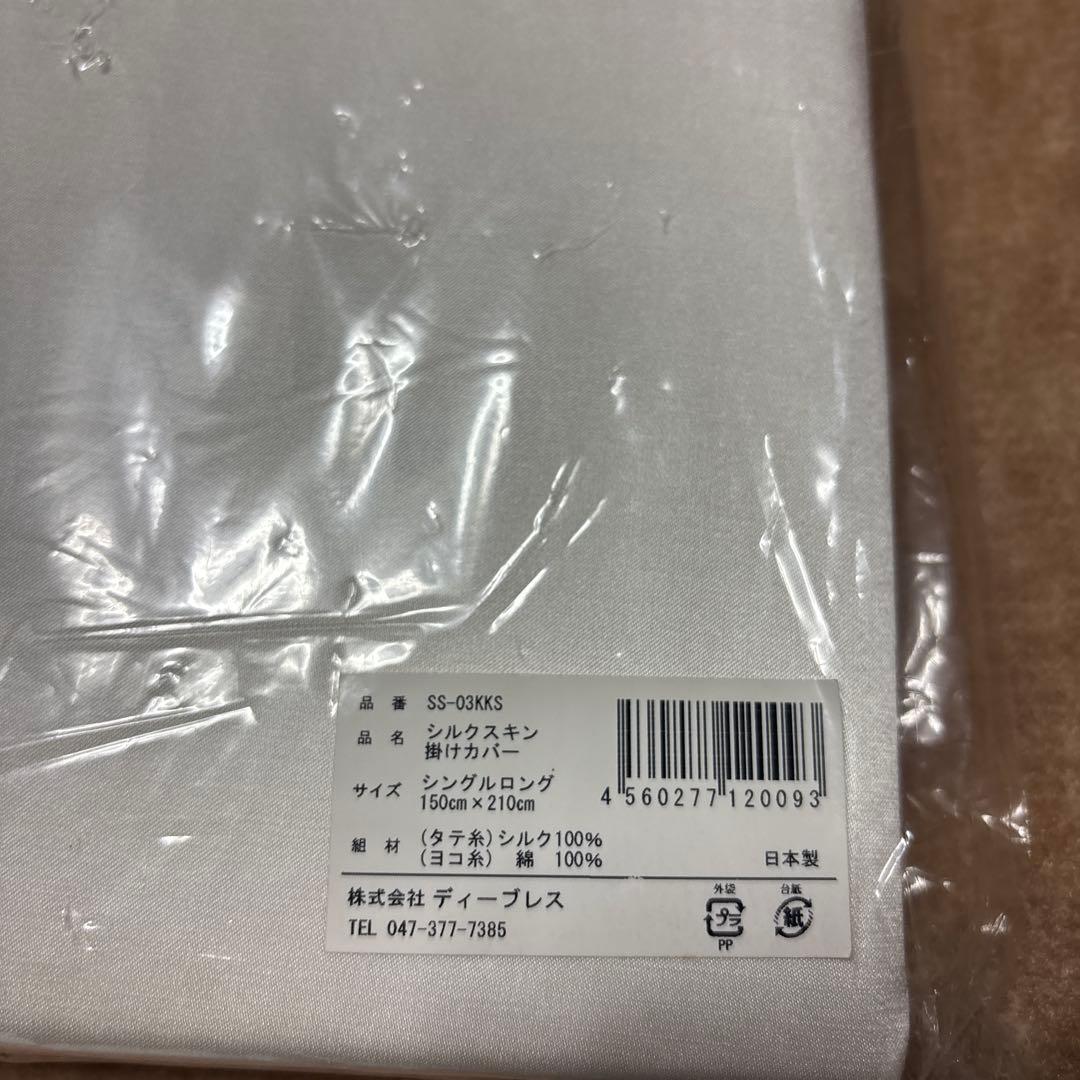 品番 SS-03KKS
品名 シルクスキン
掛けカバー
サイズ シングルロング
150cm×210cm
4 560277 120093
組材 (タテ糸)シルク100%
(ヨコ糸) 綿 100%
日本製
株式会社 ディーブレス
TEL 047-377-7385
外袋
プラ
PP
台紙
紙